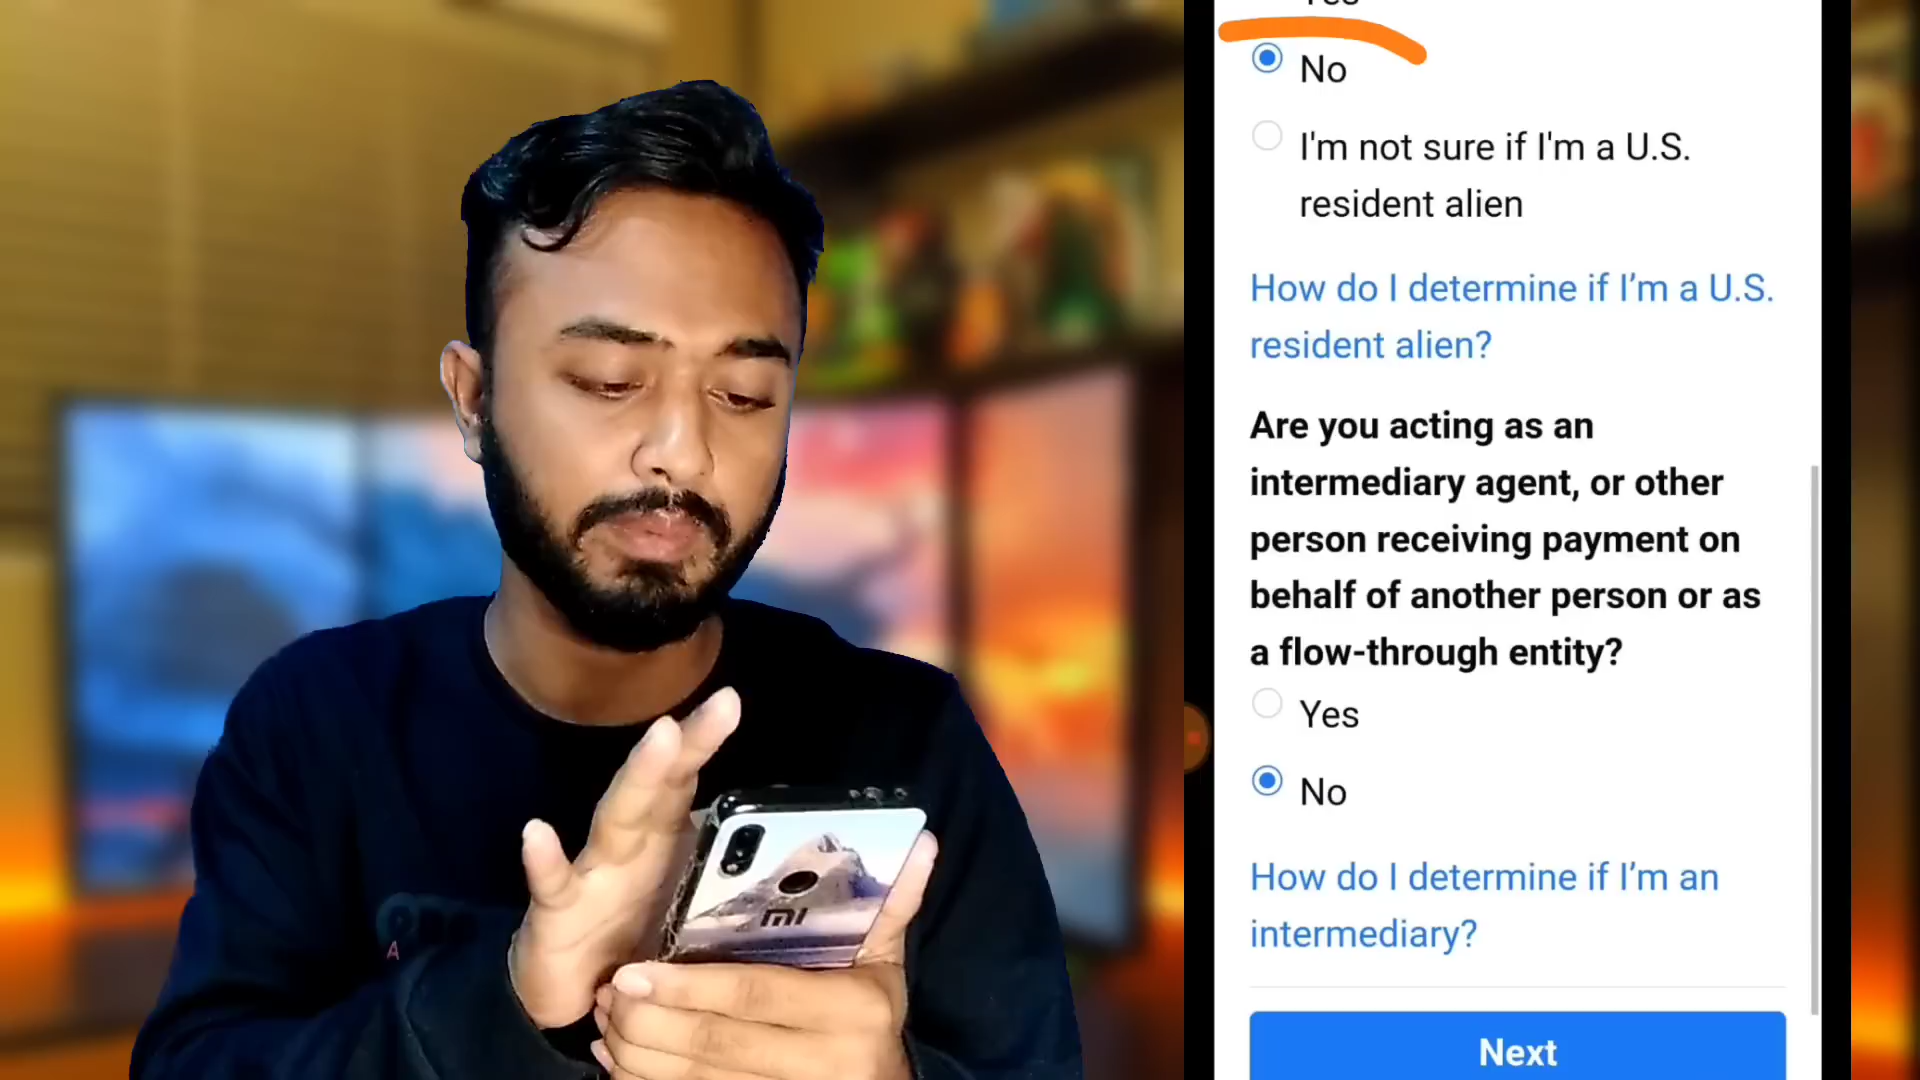 Yes
No
I'm not sure if I'm a U.S.
resident alien
How do I determine if I’m a U.S.
resident alien?
Are you acting as an
intermediary agent, or other
person receiving payment on
behalf of another person or as
a flow-through entity?
Yes
No
How do I determine if I’m an
intermediary?
Next
mi
A